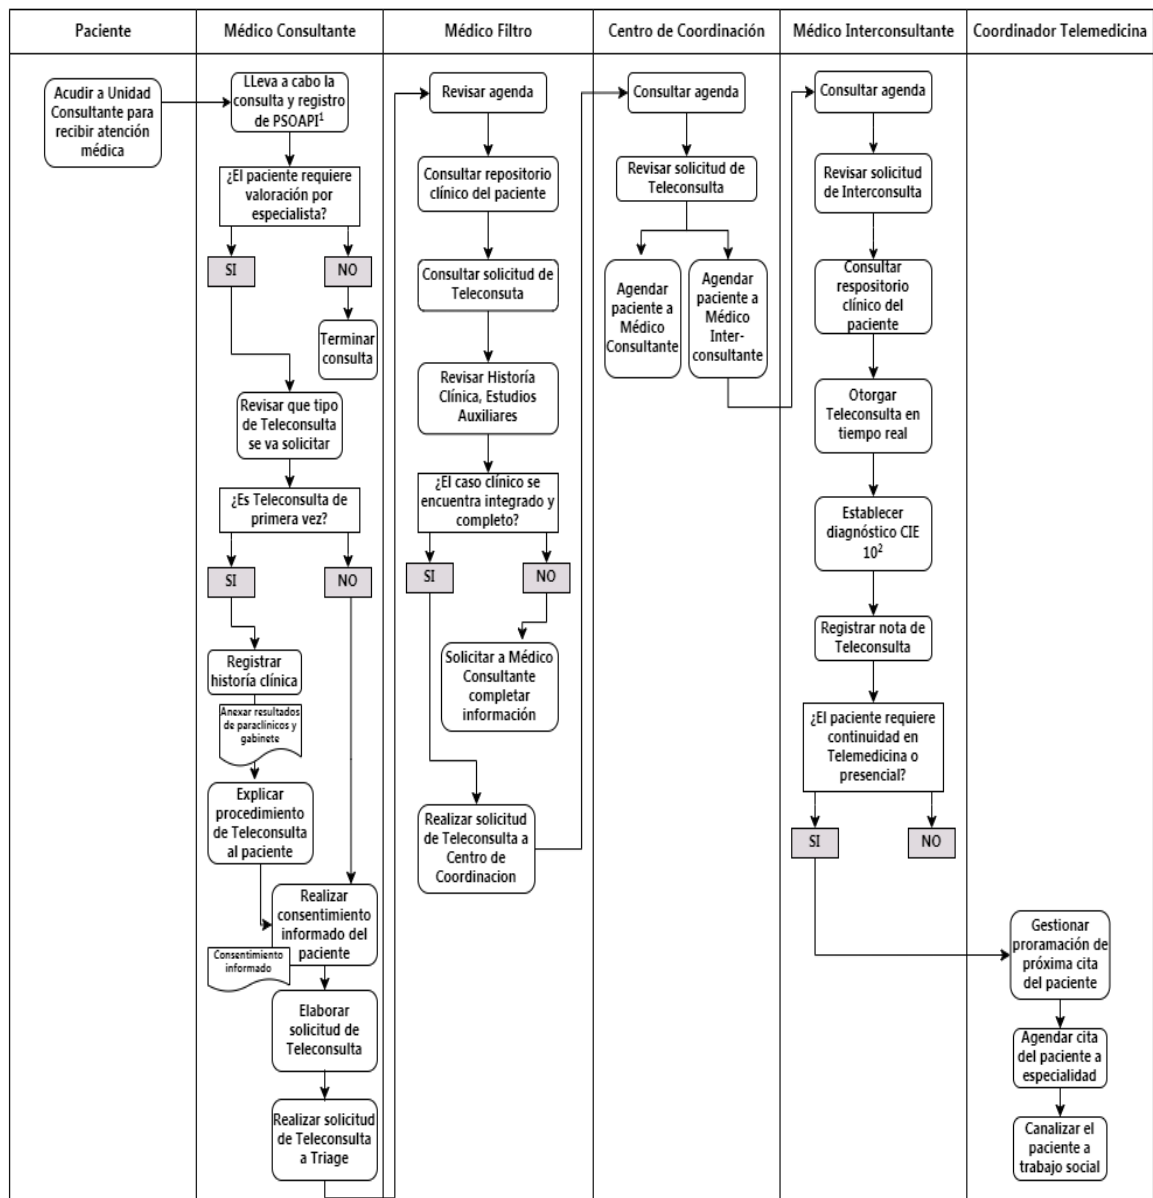 Paciente
Médico Consultante
Médico Filtro
Centro de Coordinación
Médico Interconsultante
Coordinador Telemedicina
Acudir a Unidad
Consultante para
recibir atención
médica
LLeva a cabo la
consulta y registro
de PSOAPI¹
¿El paciente requiere
valoración por
especialista?
SI
NO
Terminar
consulta
Revisar que tipo
de Teleconsulta
se va solicitar
¿Es Teleconsulta de
primera vez?
SI
NO
Registrar
historía clínica
Anexar resultados
de paraclínicos y
gabinete
Explicar
procedimiento
de Teleconsulta
al paciente
Realizar
consentimiento
informado del
paciente
Consentimiento
informado
Elaborar
solicitud de
Teleconsulta
Realizar solicitud
de Teleconsulta
a Triage
Revisar agenda
Consultar repositorio
clínico del paciente
Consultar solicitud de
Teleconsuta
Revisar Historía
Clínica, Estudios
Auxiliares
¿El caso clínico se
encuentra integrado y
completo?
SI
NO
Solicitar a Médico
Consultante
completar
información
Realizar solicitud
de Teleconsulta a
Centro de
Coordinacion
Consultar agenda
Revisar solicitud de
Teleconsulta
Agendar
paciente a
Médico
Consultante
Agendar
paciente a
Médico
Inter-
consultante
Consultar agenda
Revisar solicitud
de Interconsulta
Consultar
respositorio
clínico del
paciente
Otorgar
Teleconsulta en
tiempo real
Establecer
diagnóstico CIE
10²
Registrar nota de
Teleconsulta
¿El paciente requiere
continuidad en
Telemedicina o
presencial?
SI
NO
Gestionar
proramación de
próxima cita
del paciente
Agendar cita
del paciente a
especialidad
Canalizar el
paciente a
trabajo social